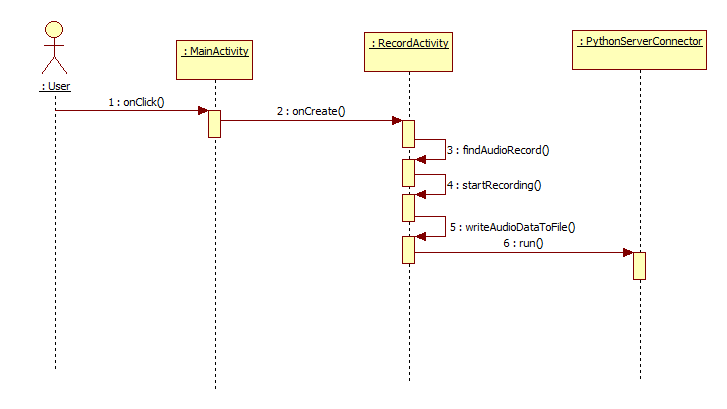 : User
: MainActivity
: RecordActivity
: PythonServerConnector
1 : onClick()
2 : onCreate()
3 : findAudioRecord()
4 : startRecording()
5 : writeAudioDataToFile()
6 : run()